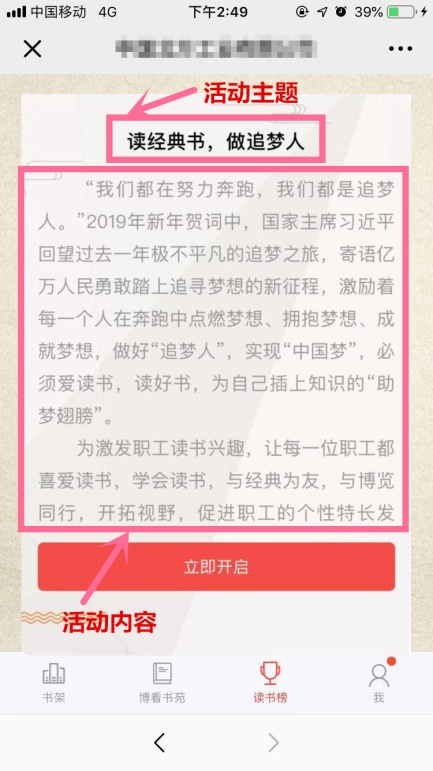 中国移动 4G 下午2:49 39%
活动主题
读经典书，做追梦人
“我们都在努力奔跑，我们都是追梦
人。”2019年新年贺词中，国家主席习近平
回望过去一年极不平凡的追梦之旅，寄语亿
万人民勇敢踏上追寻梦想的新征程，激励着
每一个人在奔跑中点燃梦想、拥抱梦想、成
就梦想，做好“追梦人”，实现“中国梦”，必
须爱读书，读好书，为自己插上知识的“助
梦翅膀”。
为激发职工读书兴趣，让每一位职工都
喜爱读书，学会读书，与经典为友，与博览
同行，开拓视野，促进职工的个性特长发
立即开启
活动内容
书架 博看书苑 读书榜 我